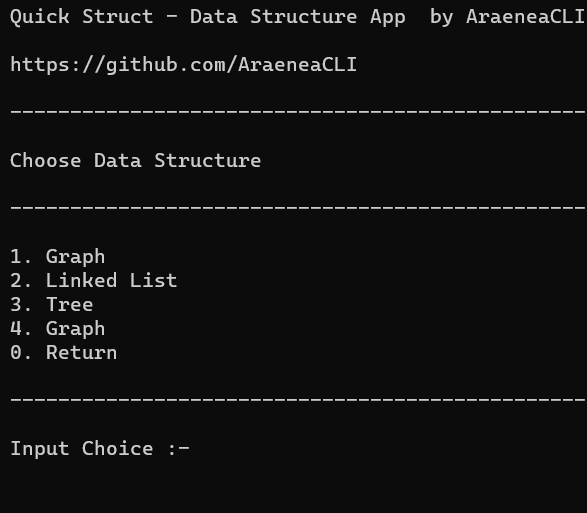 Quick Struct - Data Structure App  by AraeneaCLI
https://github.com/AraeneaCLI
------------------------------------------------
Choose Data Structure
------------------------------------------------
1. Graph
2. Linked List
3. Tree
4. Graph
0. Return
------------------------------------------------
Input Choice :-